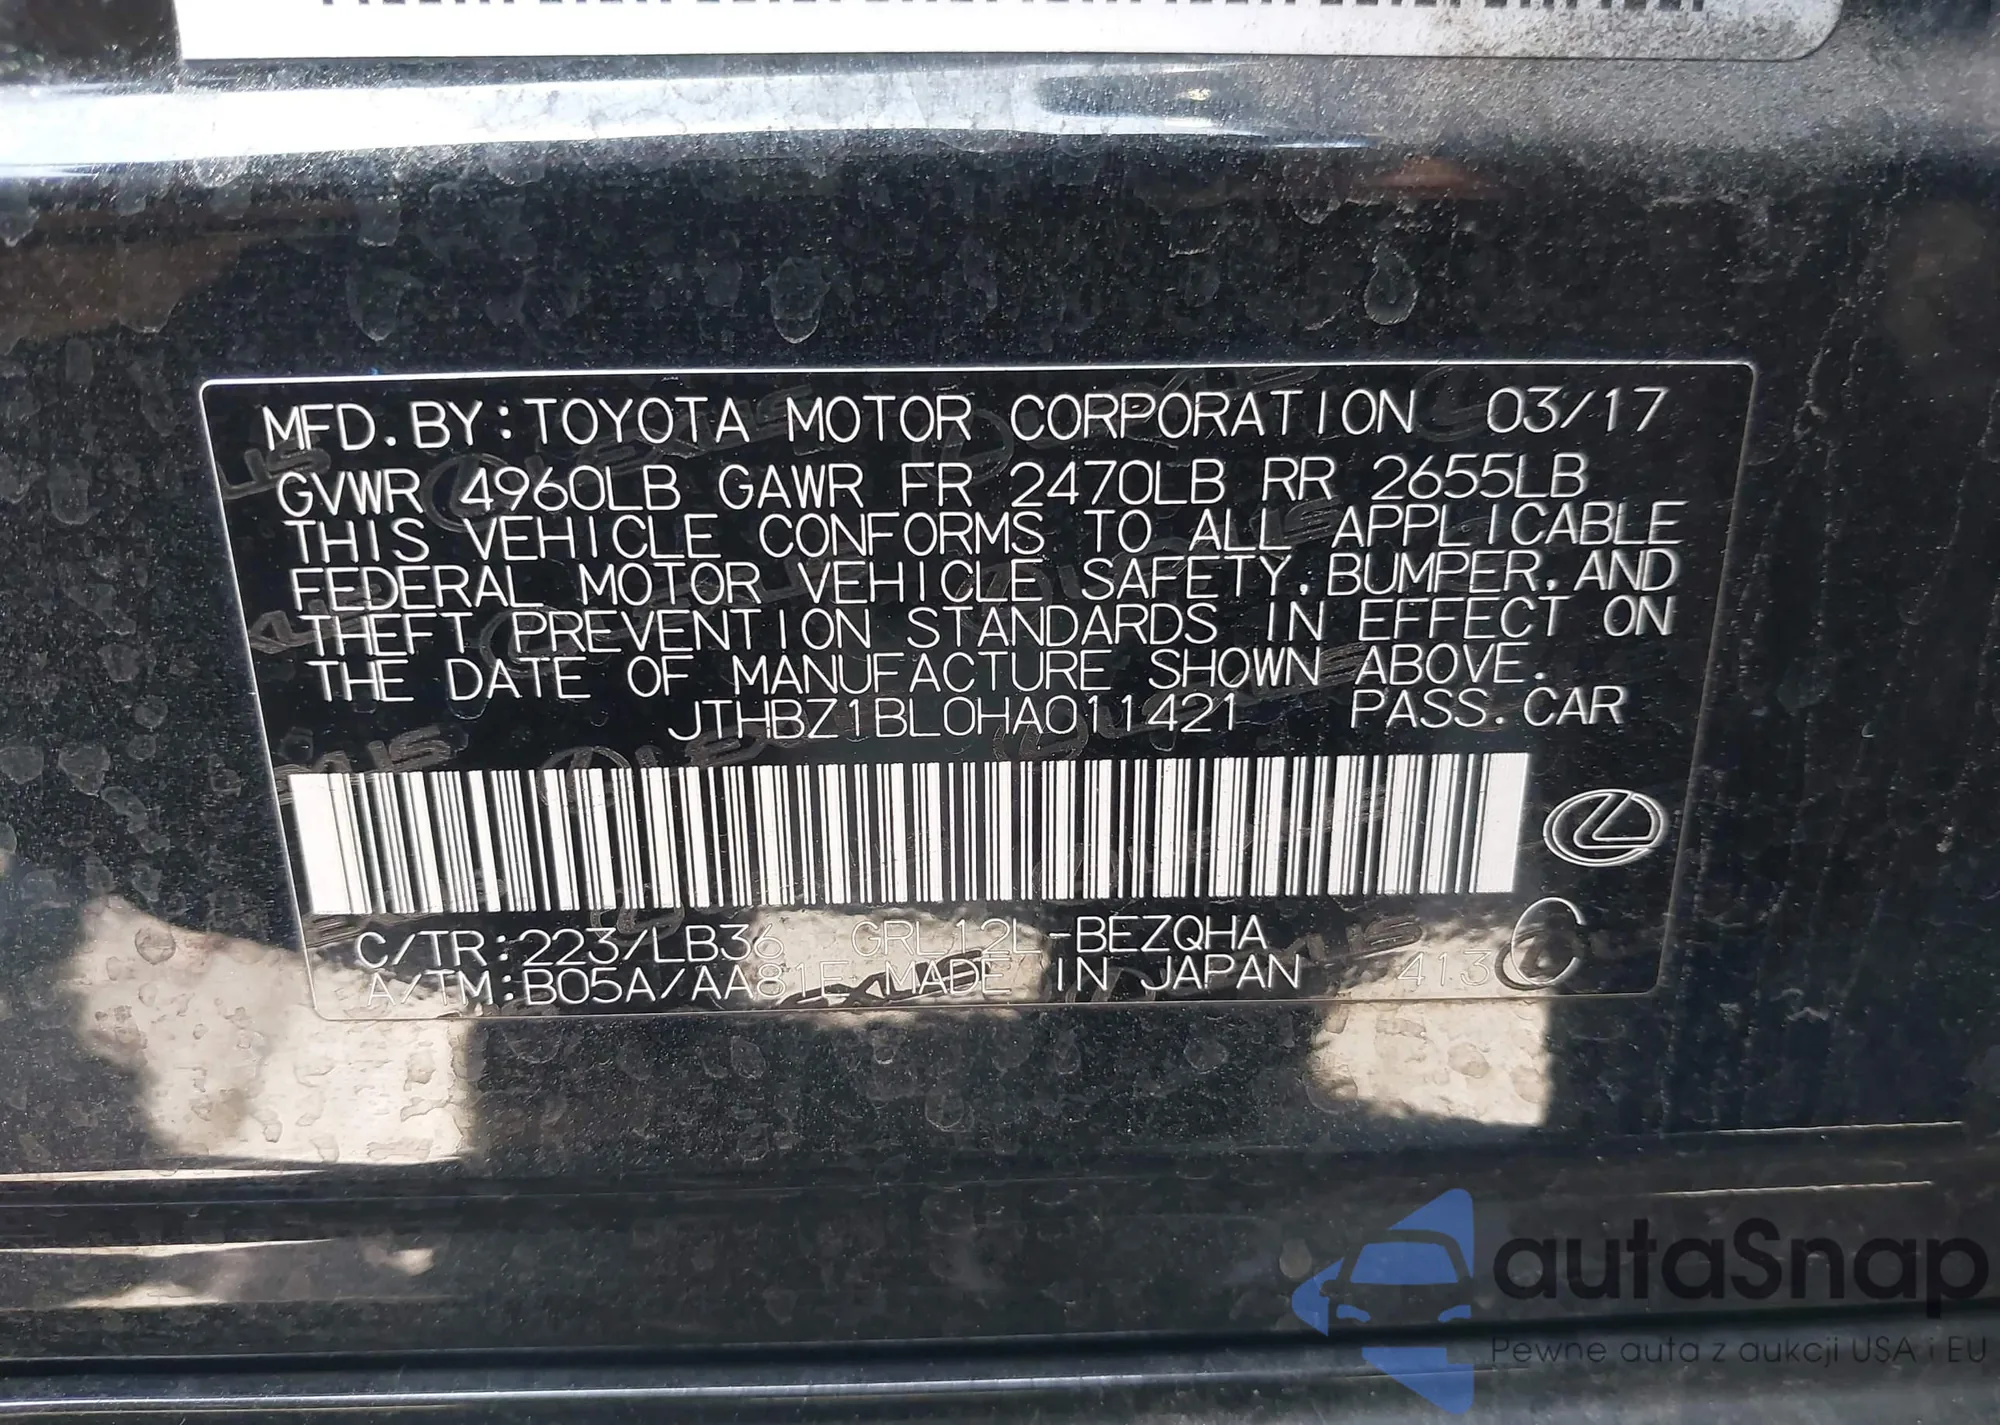 MFD. BY: TOYOTA MOTOR CORPORATION 03/17
GVWR 4960LB GAWR FR 2470LB RR 2655LB
THIS VEHICLE CONFORMS TO ALL APPLICABLE
FEDERAL MOTOR VEHICLE SAFETY, BUMPER, AND
THEFT PREVENTION STANDARDS IN EFFECT ON
THE DATE OF MANUFACTURE SHOWN ABOVE.
JTHBZ1BL0HA011421 PASS. CAR
C/TR: 223/LB36 GRL12L-BEZQHA
A/TM: B05A/AA81E MADE IN JAPAN 413 C
autaSnap
Pewne auta z aukcji USA i EU